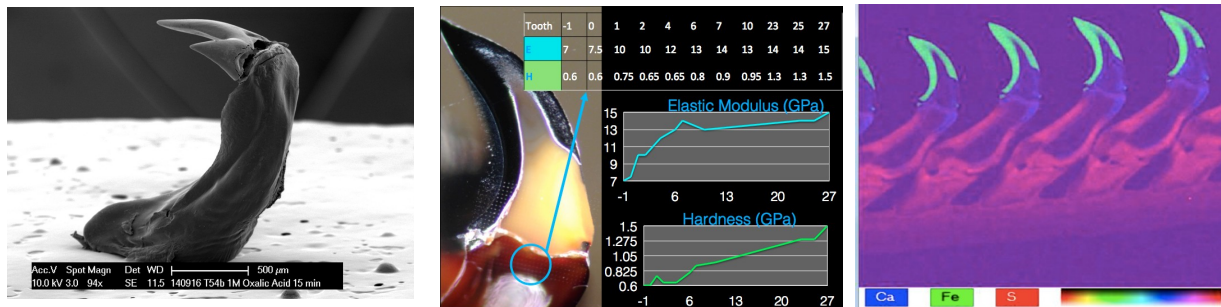 Acc.V Spot Magn Det WD 500 µm
10.0 kV 3.0 94x SE 11.5 140916 T54b 1M Oxalic Acid 15 min
Tooth -1 0 1 2 4 6 7 10 23 25 27
E 7 7.5 10 10 12 13 14 13 14 14 15
H 0.6 0.6 0.75 0.65 0.65 0.8 0.9 0.95 1.3 1.3 1.5
Elastic Modulus (GPa)
15
13
11
9
7
-1 6 13 20 27
Hardness (GPa)
1.5
1.275
1.05
0.825
0.6
-1 6 13 20 27
Ca Fe S